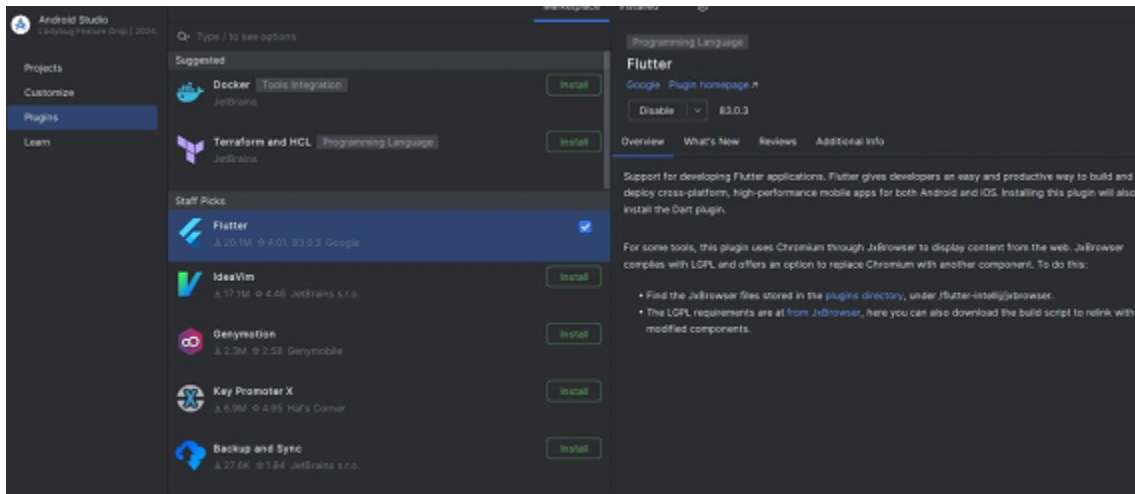 Marketplace Installed
Android Studio
Ladybug Feature Drop | 2024.
Type / to see options
Projects
Customize
Plugins
Learn
Suggested
Docker Tools Integration
JetBrains
Install
Terraform and HCL Programming Language
JetBrains
Install
Staff Picks
Flutter
20.1M 4.01 83.0.3 Google
IdeaVim
17.1M 4.48 JetBrains s.r.o.
Install
Genymotion
2.3M 2.58 Genymobile
Install
Key Promoter X
6.9M 4.95 Hal's Corner
Install
Backup and Sync
27.6K 1.84 JetBrains s.r.o.
Install
Programming Language
Flutter
Google Plugin homepage ↗
Disable 83.0.3
Overview What's New Reviews Additional Info
Support for developing Flutter applications. Flutter gives developers an easy and productive way to build and
deploy cross-platform, high-performance mobile apps for both Android and iOS. Installing this plugin will also
install the Dart plugin.
For some tools, this plugin uses Chromium through JxBrowser to display content from the web. JxBrowser
complies with LGPL and offers an option to replace Chromium with another component. To do this:
• Find the JxBrowser files stored in the plugins directory, under /flutter-intellij/jxbrowser.
• The LGPL requirements are at from JxBrowser, here you can also download the build script to relink with
modified components.